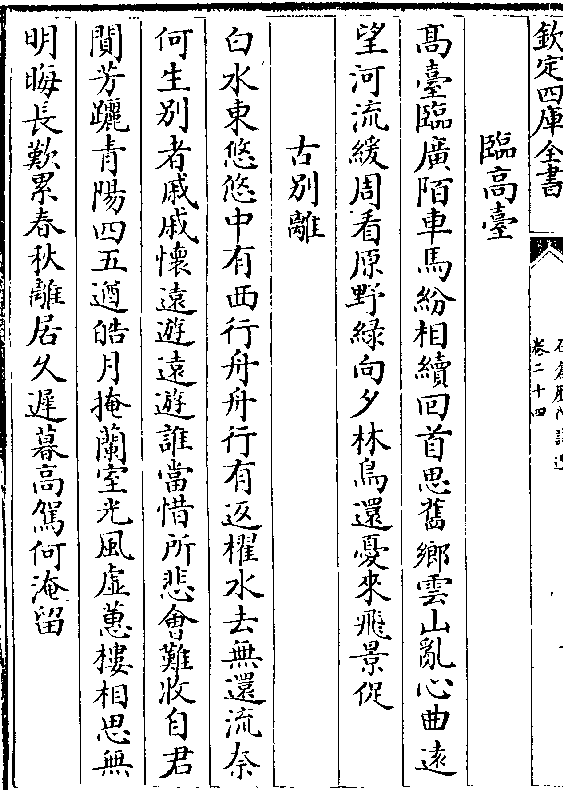 欽定四庫全書
卷二十四
臨高臺
髙臺臨廣陌車馬紛相續回首思舊鄉雲山亂心曲遠
望河流緩周看原野緑向夕林鳥還憂來飛景促
古别離
白水東悠悠中有西行舟舟行有返櫂水去無還流奈
何生别者戚戚懷遠遊遠遊誰當惜所悲會難收自君
閒芳躧青陽四五遒皓月掩蘭室光風虚蕙樓相思無
明晦長歎累春秋離居久遲暮高駕何淹留